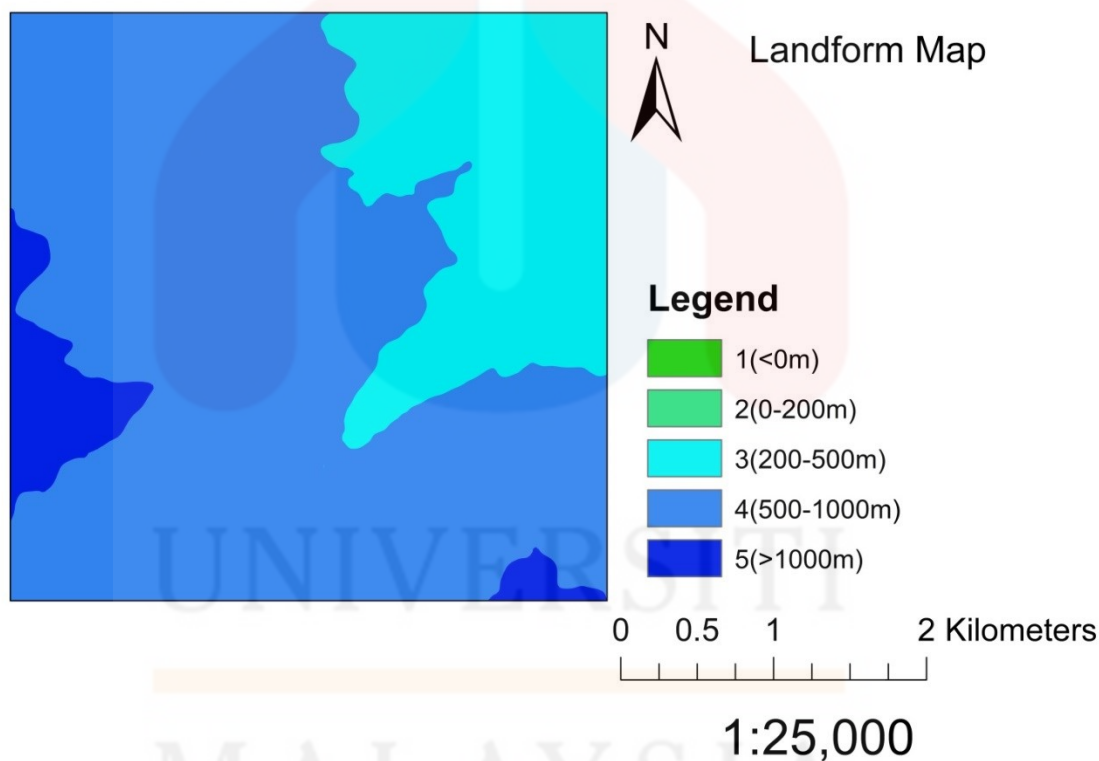 N
Landform Map
Legend
1(<0m)
2(0-200m)
3(200-500m)
4(500-1000m)
5(>1000m)
0 0.5 1 2 Kilometers
1:25,000
UNIVERSITI
MALAYSIA